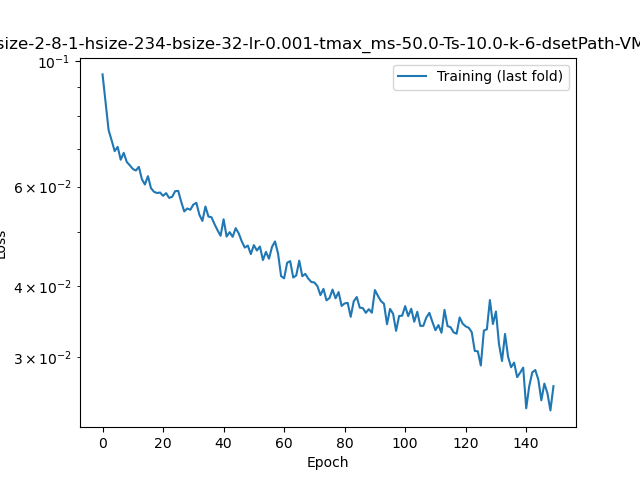 size-2-8-1-hsize-234-bsize-32-lr-0.001-tmax_ms-50.0-Ts-10.0-k-6-dsetPath-VM
Training (last fold)
10⁻¹
6 × 10⁻²
4 × 10⁻²
3 × 10⁻²
Loss
0 20 40 60 80 100 120 140
Epoch